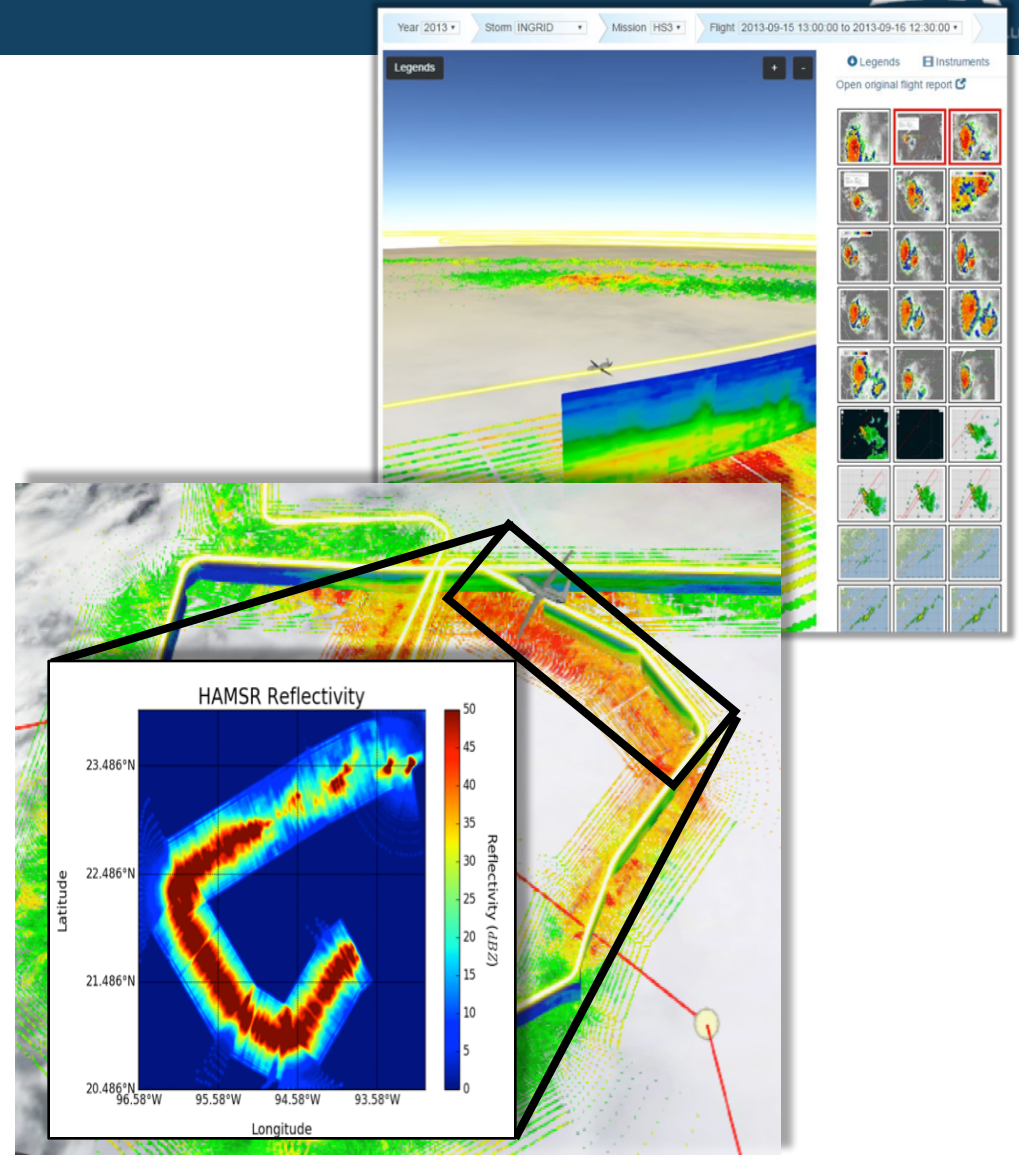 Year 2013 Storm INGRID Mission HS3 Flight 2013-09-15 13:00:00 to 2013-09-16 12:30:00
Legends + -
Legends Instruments
Open original flight report
HAMSR Reflectivity
50
45
40
35
30
25
20
15
10
5
0
Reflectivity (dBZ)
23.486°N
22.486°N
21.486°N
20.486°N
Latitude
96.58°W 95.58°W 94.58°W 93.58°W
Longitude